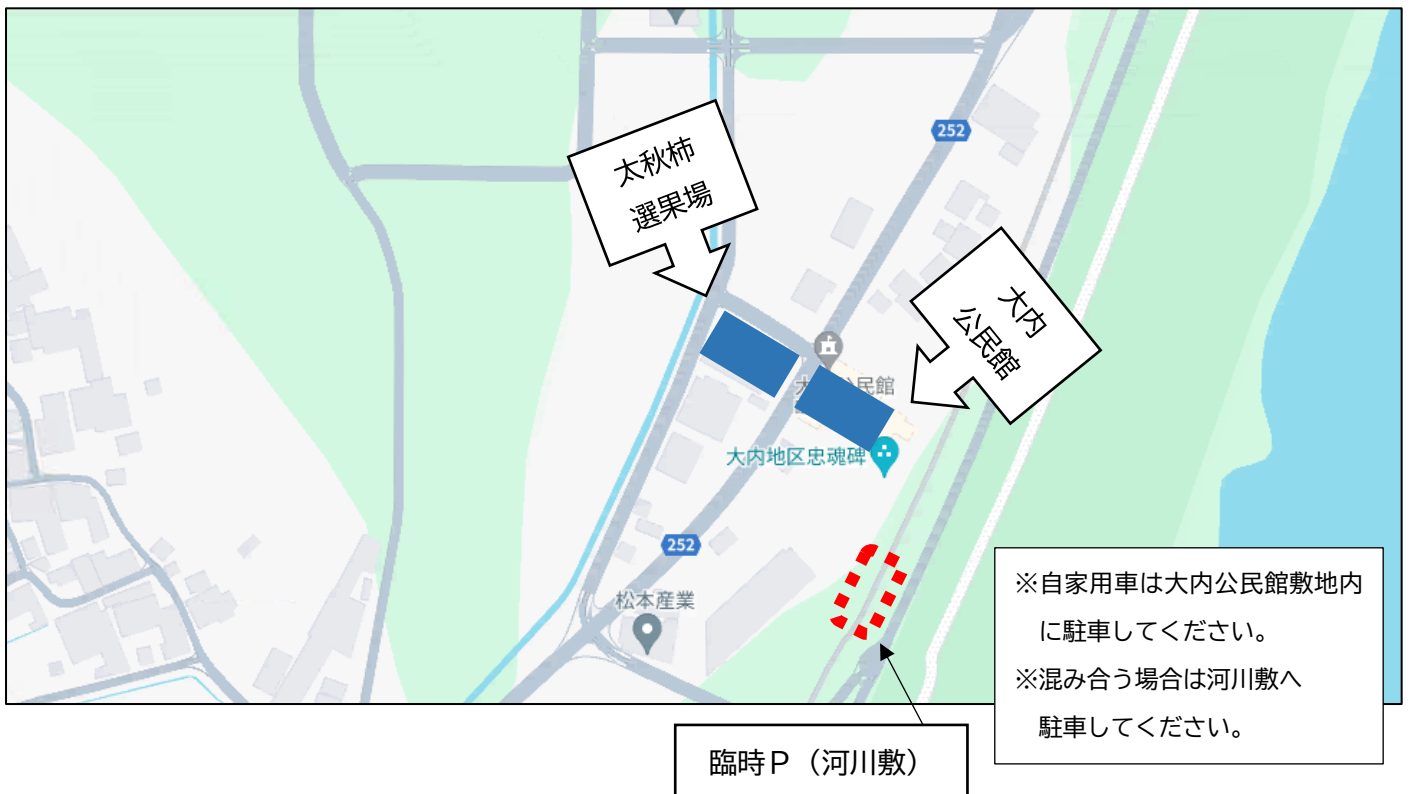 252
太秋柿
選果場
大内
公民館
公民館
大内地区忠魂碑
252
松本産業
※自家用車は大内公民館敷地内
に駐車してください。
※混み合う場合は河川敷へ
駐車してください。
臨時P(河川敷)